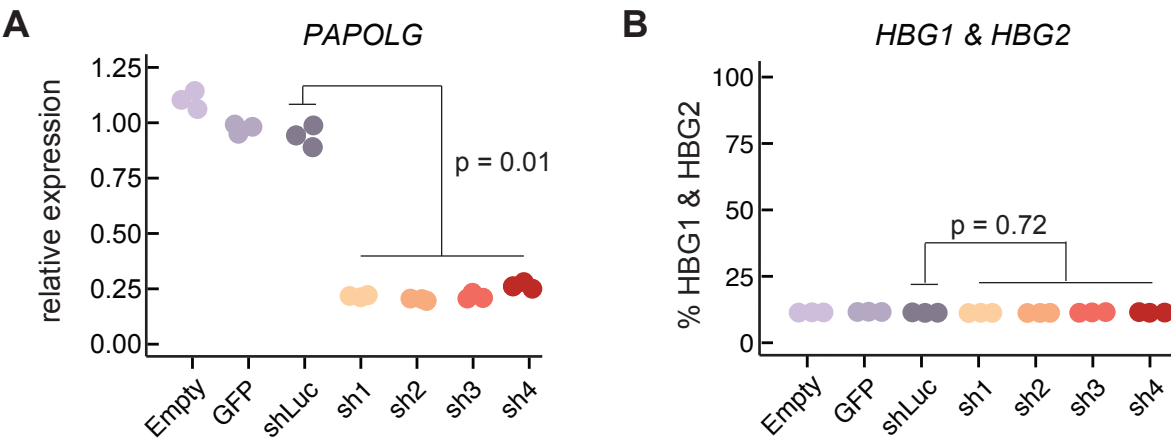 A
PAPOLG
relative expression
1.25
1.00
0.75
0.50
0.25
0.00
p = 0.01
Empty
GFP
shLuc
sh1
sh2
sh3
sh4
B
HBG1 & HBG2
% HBG1 & HBG2
100
75
50
25
0
p = 0.72
Empty
GFP
shLuc
sh1
sh2
sh3
sh4